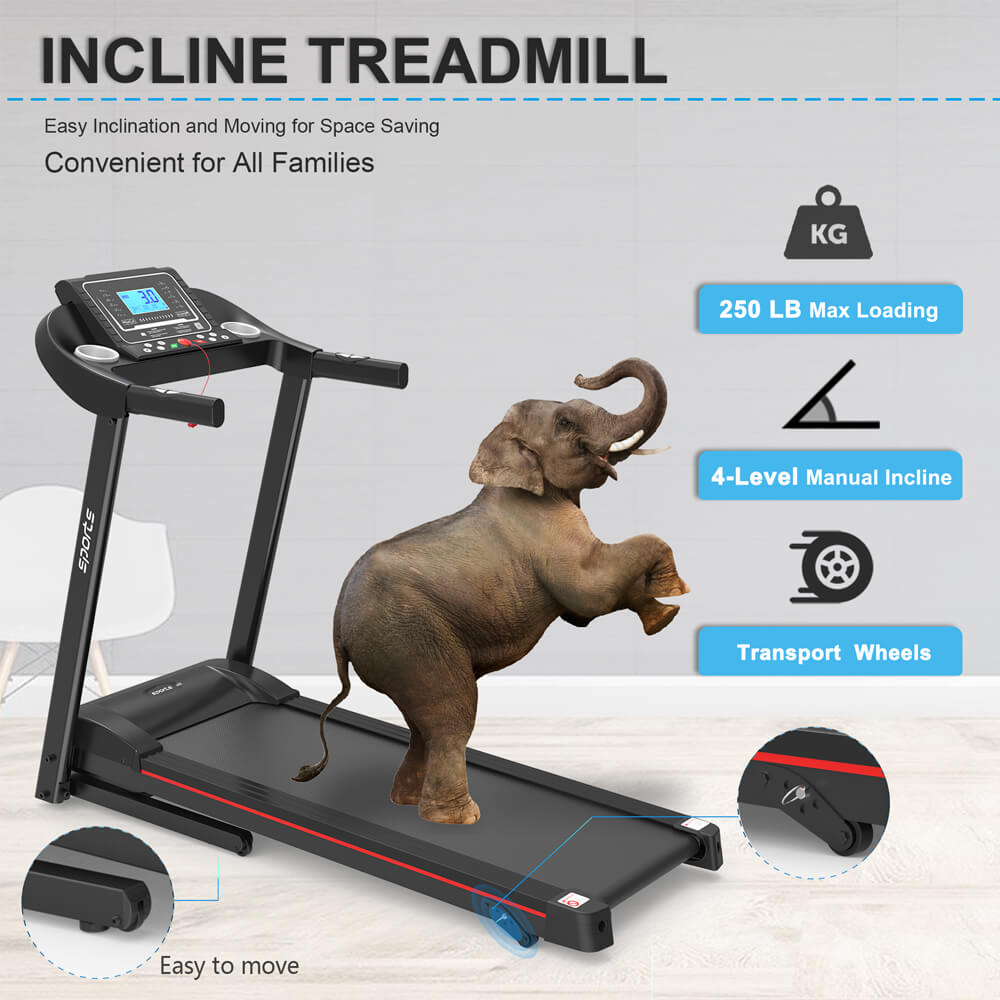 INCLINE TREADMILL
Easy Inclination and Moving for Space Saving
Convenient for All Families
KG
250 LB Max Loading
3.0
4-Level Manual Incline
sports
Transport Wheels
sports
Easy to move